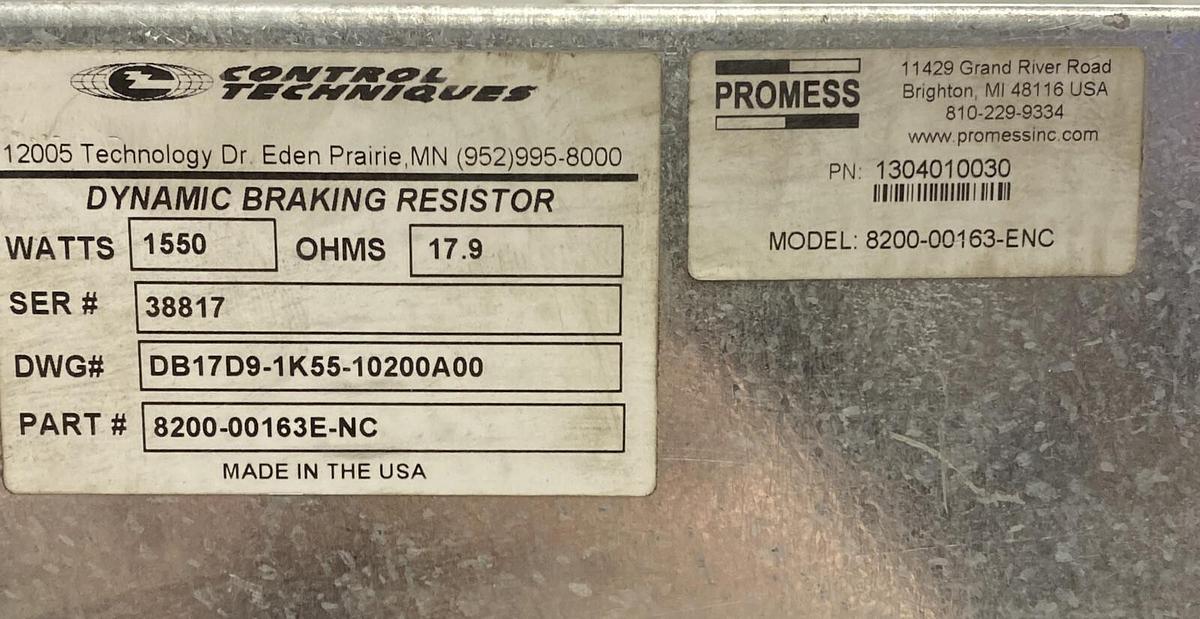 CONTROL
TECHNIQUES
12005 Technology Dr. Eden Prairie,MN (952)995-8000
DYNAMIC BRAKING RESISTOR
WATTS 1550 OHMS 17.9
SER # 38817
DWG# DB17D9-1K55-10200A00
PART # 8200-00163E-NC
MADE IN THE USA
PROMESS
11429 Grand River Road
Brighton, MI 48116 USA
810-229-9334
www.promessinc.com
PN: 1304010030
MODEL: 8200-00163-ENC